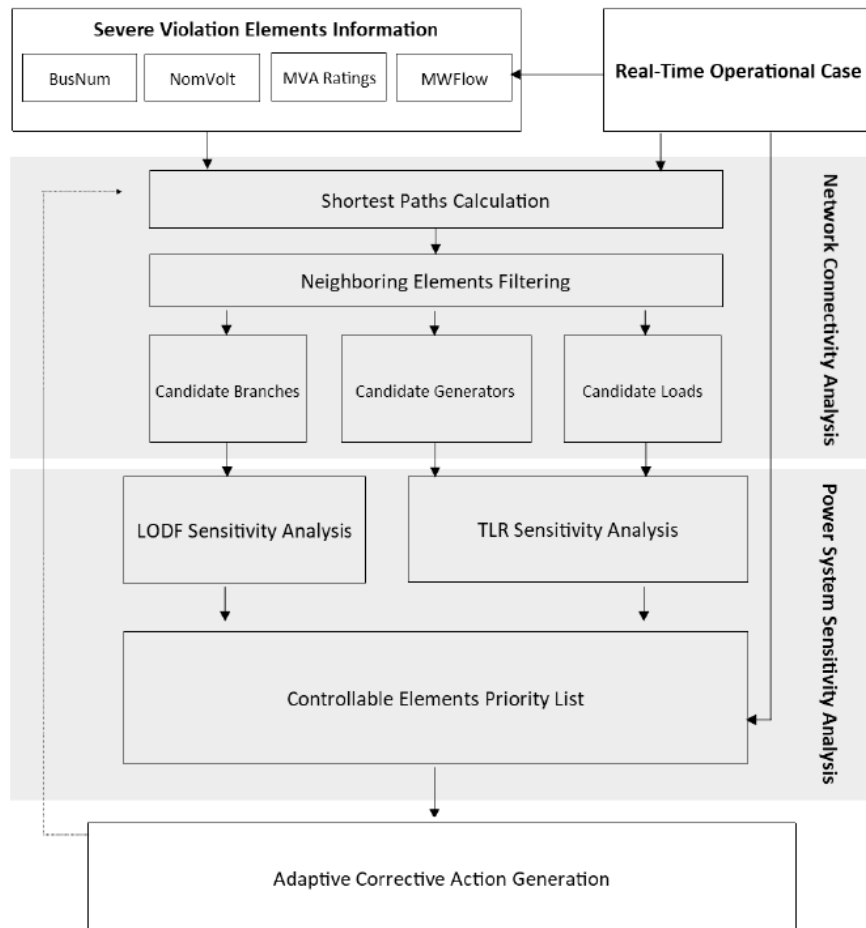 Severe Violation Elements Information
BusNum
NomVolt
MVA Ratings
MWFlow
Real-Time Operational Case
Shortest Paths Calculation
Neighboring Elements Filtering
Candidate Branches
Candidate Generators
Candidate Loads
Network Connectivity Analysis
LODF Sensitivity Analysis
TLR Sensitivity Analysis
Controllable Elements Priority List
Power System Sensitivity Analysis
Adaptive Corrective Action Generation